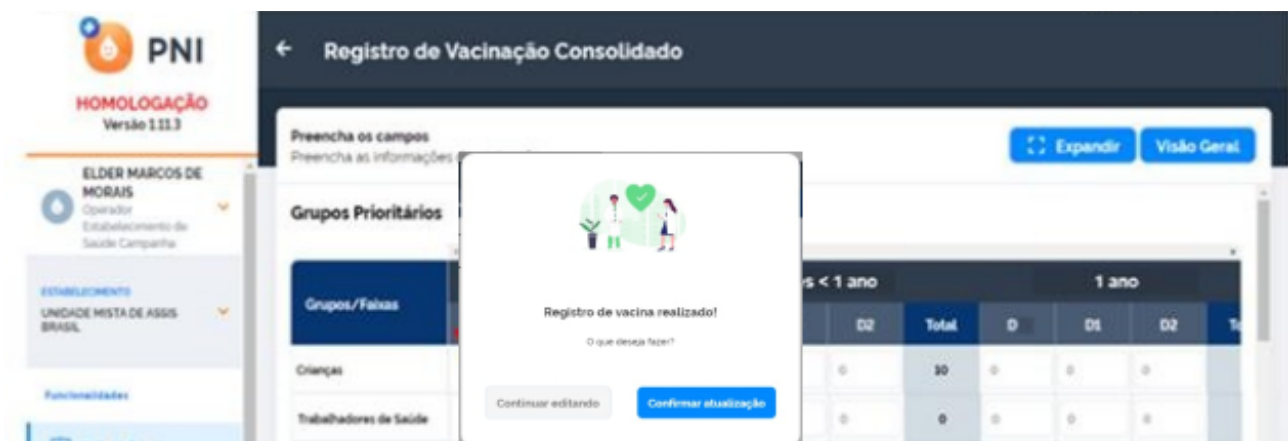 PNI
HOMOLOGAÇÃO
Versão 1.11.3
ELDER MARCOS DE
MORAIS
Operador
Estabelecimento de
Saúde Campanha
ESTABELECIMENTO
UNIDADE MISTA DE ASSIS
BRASIL
Funcionalidades
Registro de Vacinação Consolidado
Preencha os campos
Preencha as informações
Expandir
Visão Geral
Grupos Prioritários
Grupos/Faixas
< 1 ano
1 ano
D2
Total
D
D1
D2
Crianças
0
10
0
0
0
Trabalhadores de Saúde
0
0
0
0
0
Registro de vacina realizado!
O que deseja fazer?
Continuar editando
Confirmar atualização